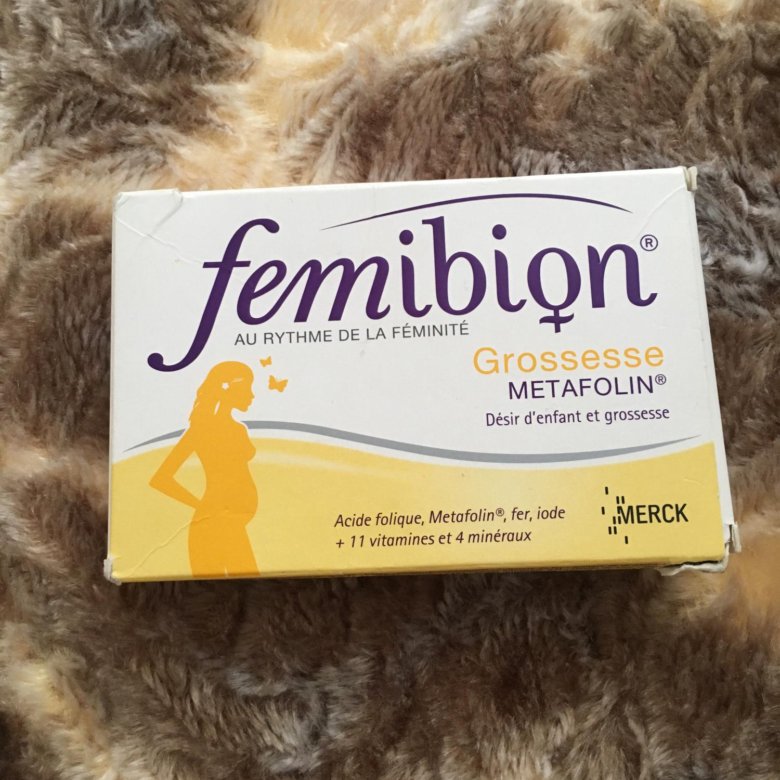 femibion®
AU RYTHME DE LA FÉMINITÉ
Grossesse
METAFOLIN®
Désir d'enfant et grossesse
Acide folique, Metafolin®, fer, iode
+ 11 vitamines et 4 minéraux
MERCK